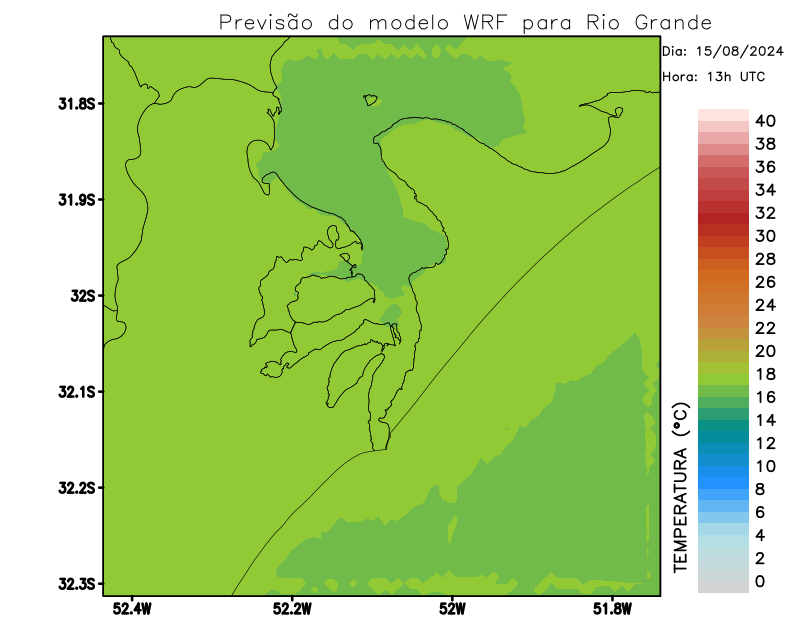 Previsão do modelo WRF para Rio Grande
Dia: 15/08/2024
Hora: 13h UTC
31.8S
31.9S
32S
32.1S
32.2S
32.3S
52.4W
52.2W
52W
51.8W
TEMPERATURA (°C)
40
38
36
34
32
30
28
26
24
22
20
18
16
14
12
10
8
6
4
2
0